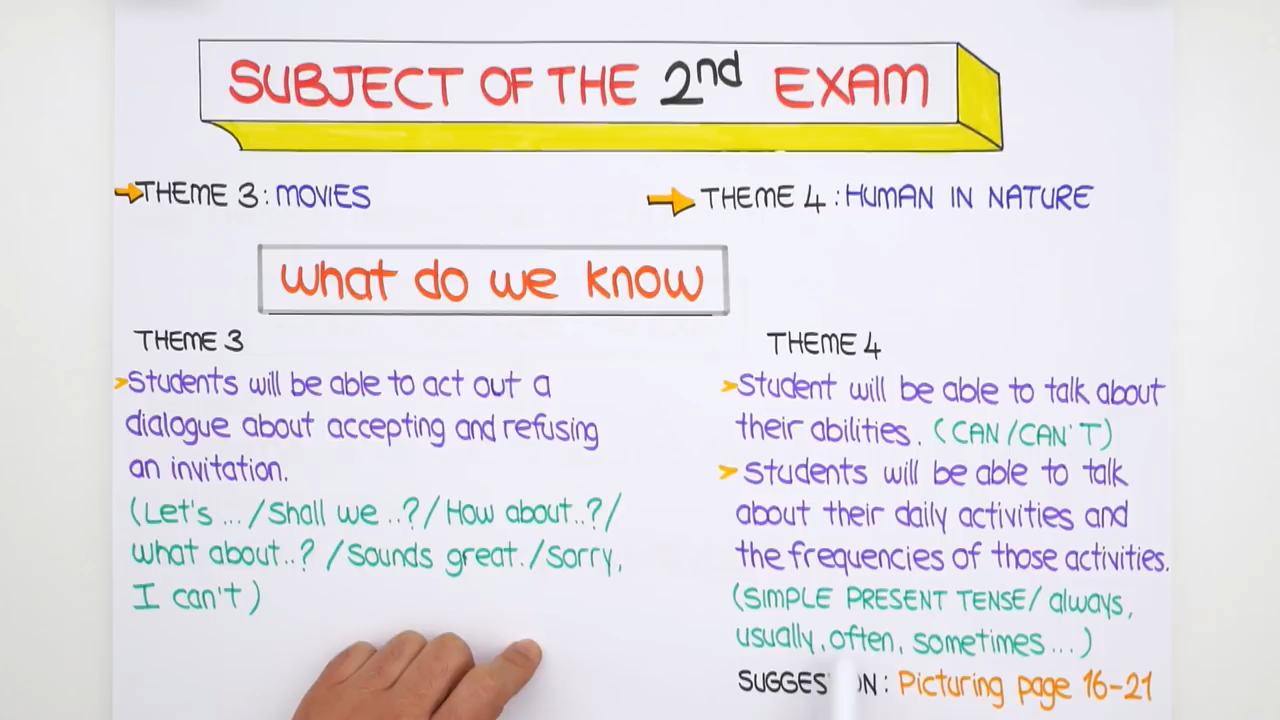 SUBJECT OF THE 2nd EXAM
THEME 3: MOVIES
THEME 4: HUMAN IN NATURE
what do we know
THEME 3
Students will be able to act out a
dialogue about accepting and refusing
an invitation.
(Let's ... /Shall we ..?/ How about..?/
what about..? /Sounds great./Sorry,
I can't)
THEME 4
Student will be able to talk about
their abilities. (CAN/CAN'T)
Students will be able to talk
about their daily activities and
the frequencies of those activities.
(SIMPLE PRESENT TENSE/ always,
usually, often, sometimes...)
Picturing page 16-21